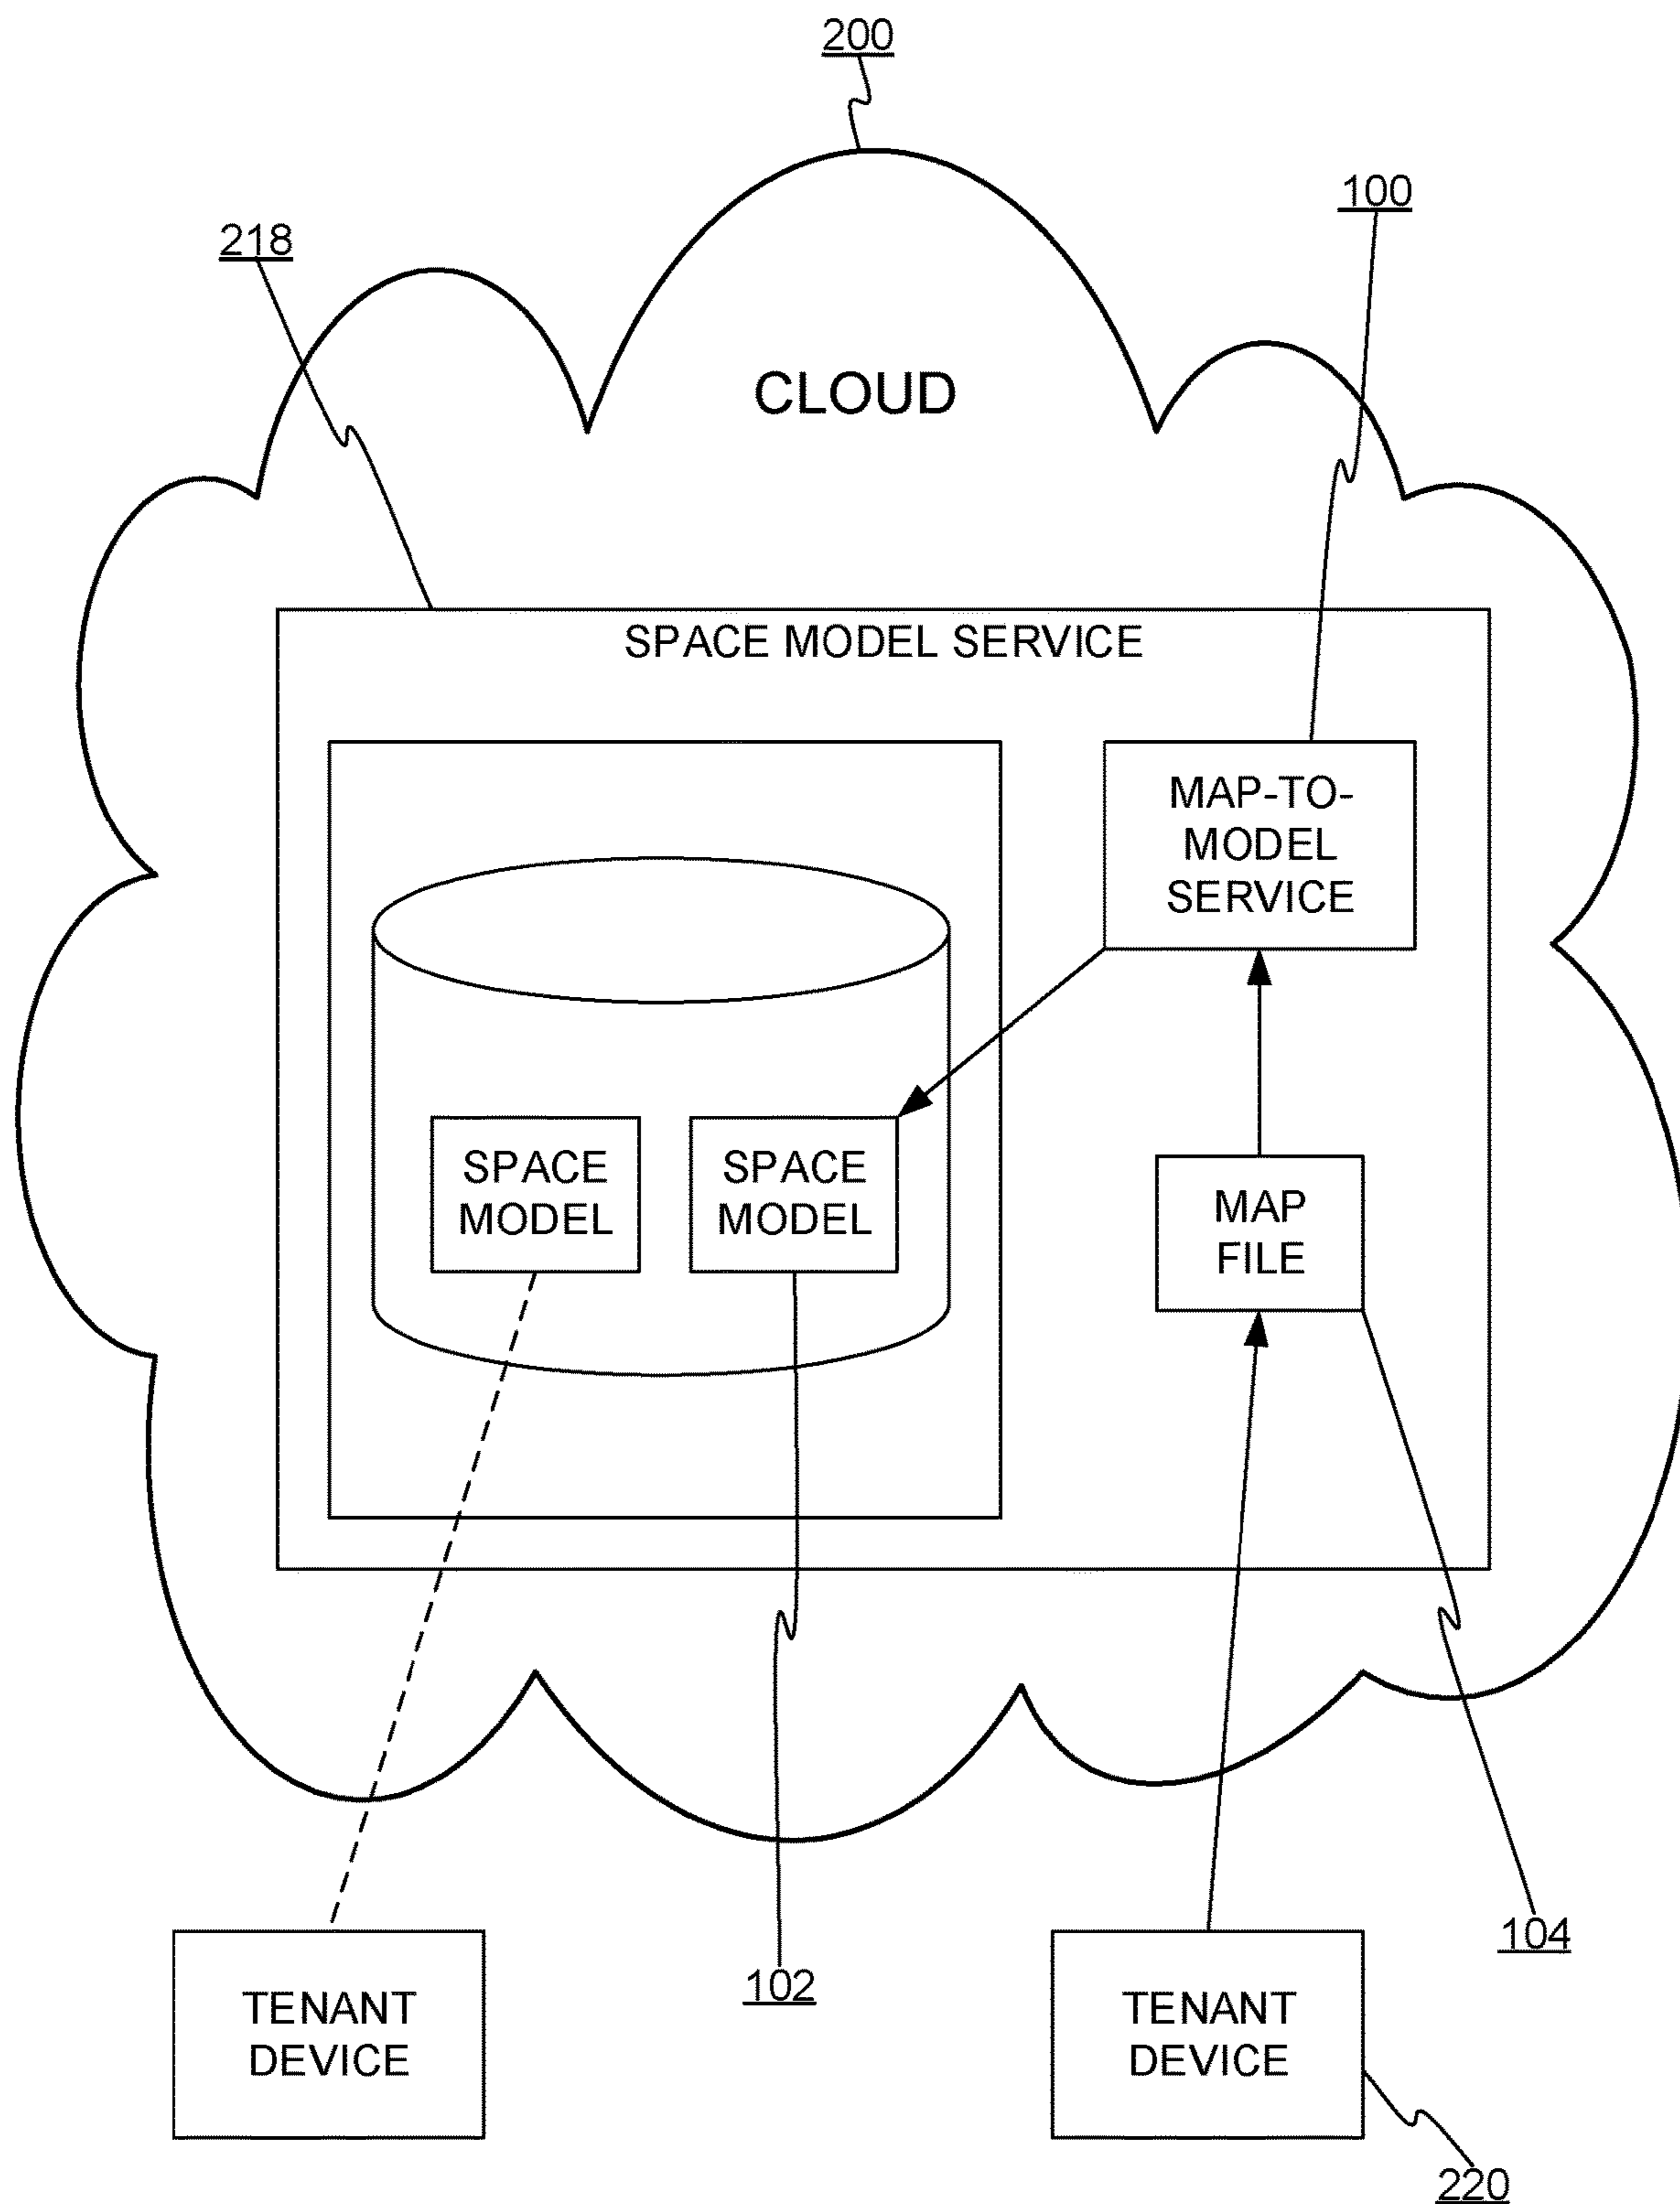 200
100
218
CLOUD
SPACE MODEL SERVICE
MAP-TO-
MODEL
SERVICE
SPACE
MODEL
SPACE
MODEL
MAP
FILE
104
102
TENANT
DEVICE
TENANT
DEVICE
220